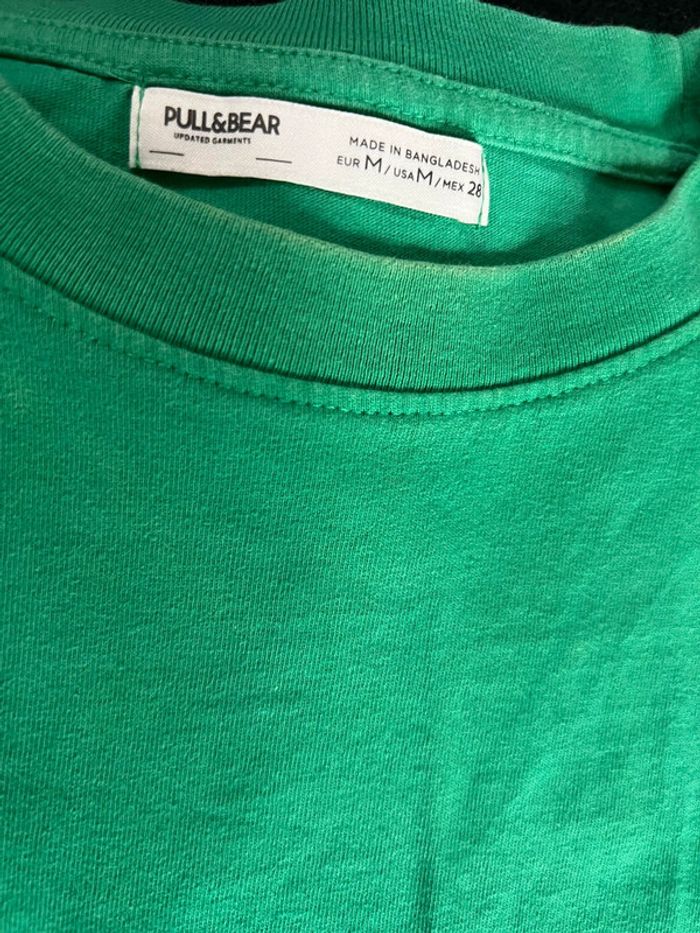 PULL&BEAR
UPDATED GARMENTS
MADE IN BANGLADESH
EUR M / USA M / MEX 28